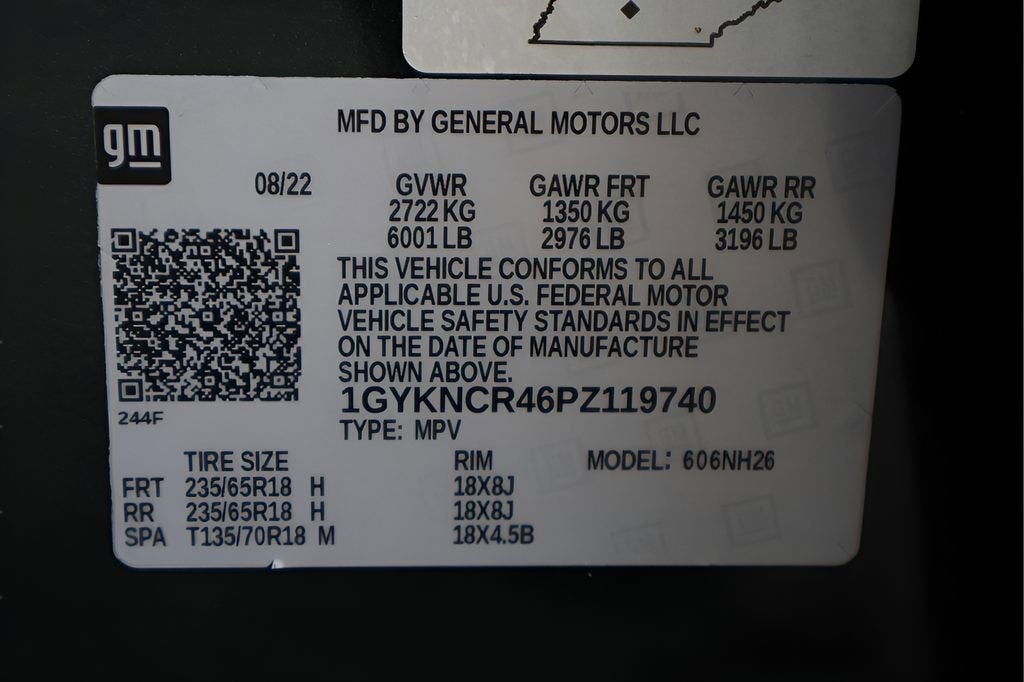 gm
MFD BY GENERAL MOTORS LLC
08/22 GVWR GAWR FRT GAWR RR
2722 KG 1350 KG 1450 KG
6001 LB 2976 LB 3196 LB
THIS VEHICLE CONFORMS TO ALL
APPLICABLE U.S. FEDERAL MOTOR
VEHICLE SAFETY STANDARDS IN EFFECT
ON THE DATE OF MANUFACTURE
SHOWN ABOVE.
1GYKNCR46PZ119740
244F
TYPE: MPV
TIRE SIZE RIM MODEL: 606NH26
FRT 235/65R18 H 18X8J
RR 235/65R18 H 18X8J
SPA T135/70R18 M 18X4.5B